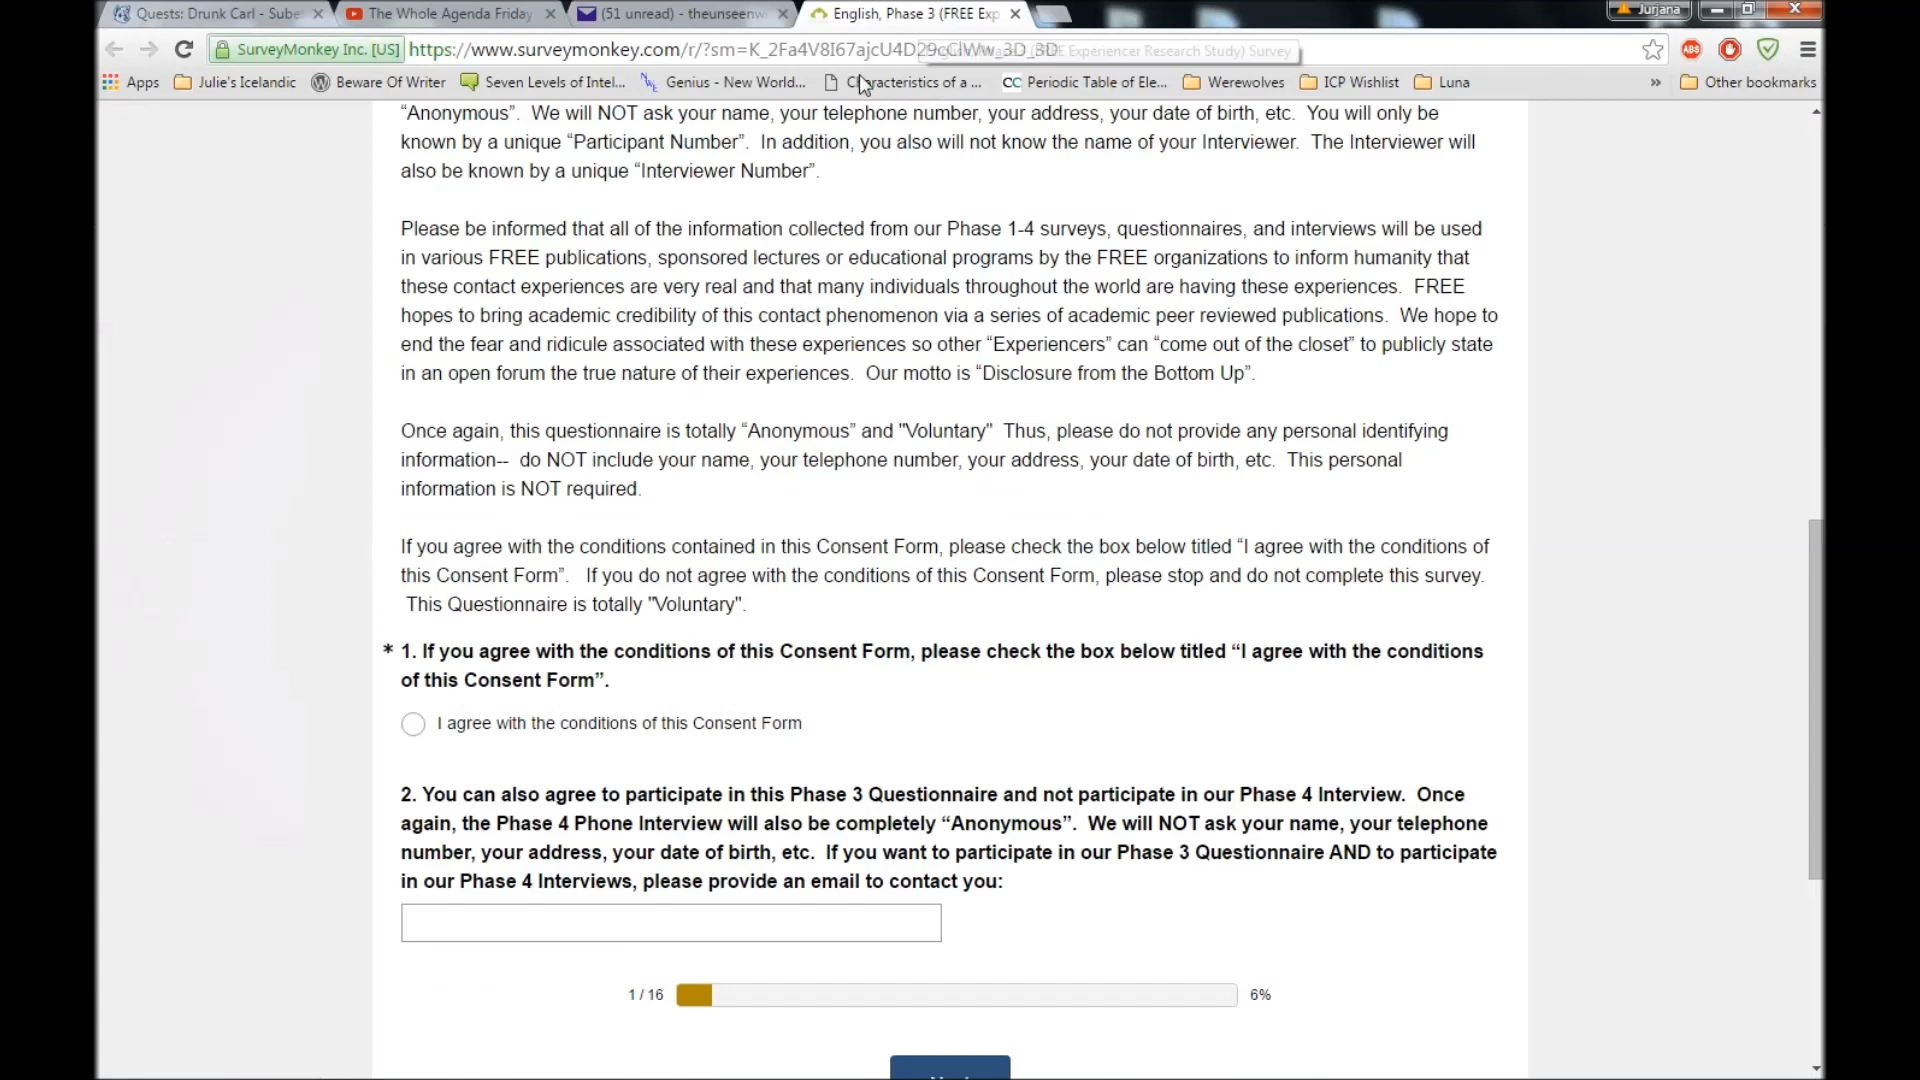 Quests: Drunk Carl - Sube
The Whole Agenda Friday
(51 unread) - theunseenw
English, Phase 3 (FREE Exp
Jurjana
SurveyMonkey Inc. [US]
Experiencer Research Study) Survey
Apps
Julie's Icelandic
Beware Of Writer
Seven Levels of Intel...
Genius - New World...
Periodic Table of Ele...
Werewolves
ICP Wishlist
Luna
»
Other bookmarks
“Anonymous”. We will NOT ask your name, your telephone number, your address, your date of birth, etc. You will only be
known by a unique “Participant Number”. In addition, you also will not know the name of your Interviewer. The Interviewer will
also be known by a unique “Interviewer Number”.
Please be informed that all of the information collected from our Phase 1-4 surveys, questionnaires, and interviews will be used
in various FREE publications, sponsored lectures or educational programs by the FREE organizations to inform humanity that
these contact experiences are very real and that many individuals throughout the world are having these experiences. FREE
hopes to bring academic credibility of this contact phenomenon via a series of academic peer reviewed publications. We hope to
end the fear and ridicule associated with these experiences so other “Experiencers” can “come out of the closet” to publicly state
in an open forum the true nature of their experiences. Our motto is “Disclosure from the Bottom Up”.
Once again, this questionnaire is totally “Anonymous” and "Voluntary" Thus, please do not provide any personal identifying
information-- do NOT include your name, your telephone number, your address, your date of birth, etc. This personal
information is NOT required.
If you agree with the conditions contained in this Consent Form, please check the box below titled “I agree with the conditions of
this Consent Form”. If you do not agree with the conditions of this Consent Form, please stop and do not complete this survey.
This Questionnaire is totally "Voluntary".
* 1. If you agree with the conditions of this Consent Form, please check the box below titled “I agree with the conditions
of this Consent Form”.
I agree with the conditions of this Consent Form
2. You can also agree to participate in this Phase 3 Questionnaire and not participate in our Phase 4 Interview. Once
again, the Phase 4 Phone Interview will also be completely “Anonymous”. We will NOT ask your name, your telephone
number, your address, your date of birth, etc. If you want to participate in our Phase 3 Questionnaire AND to participate
in our Phase 4 Interviews, please provide an email to contact you:
1 / 16
6%